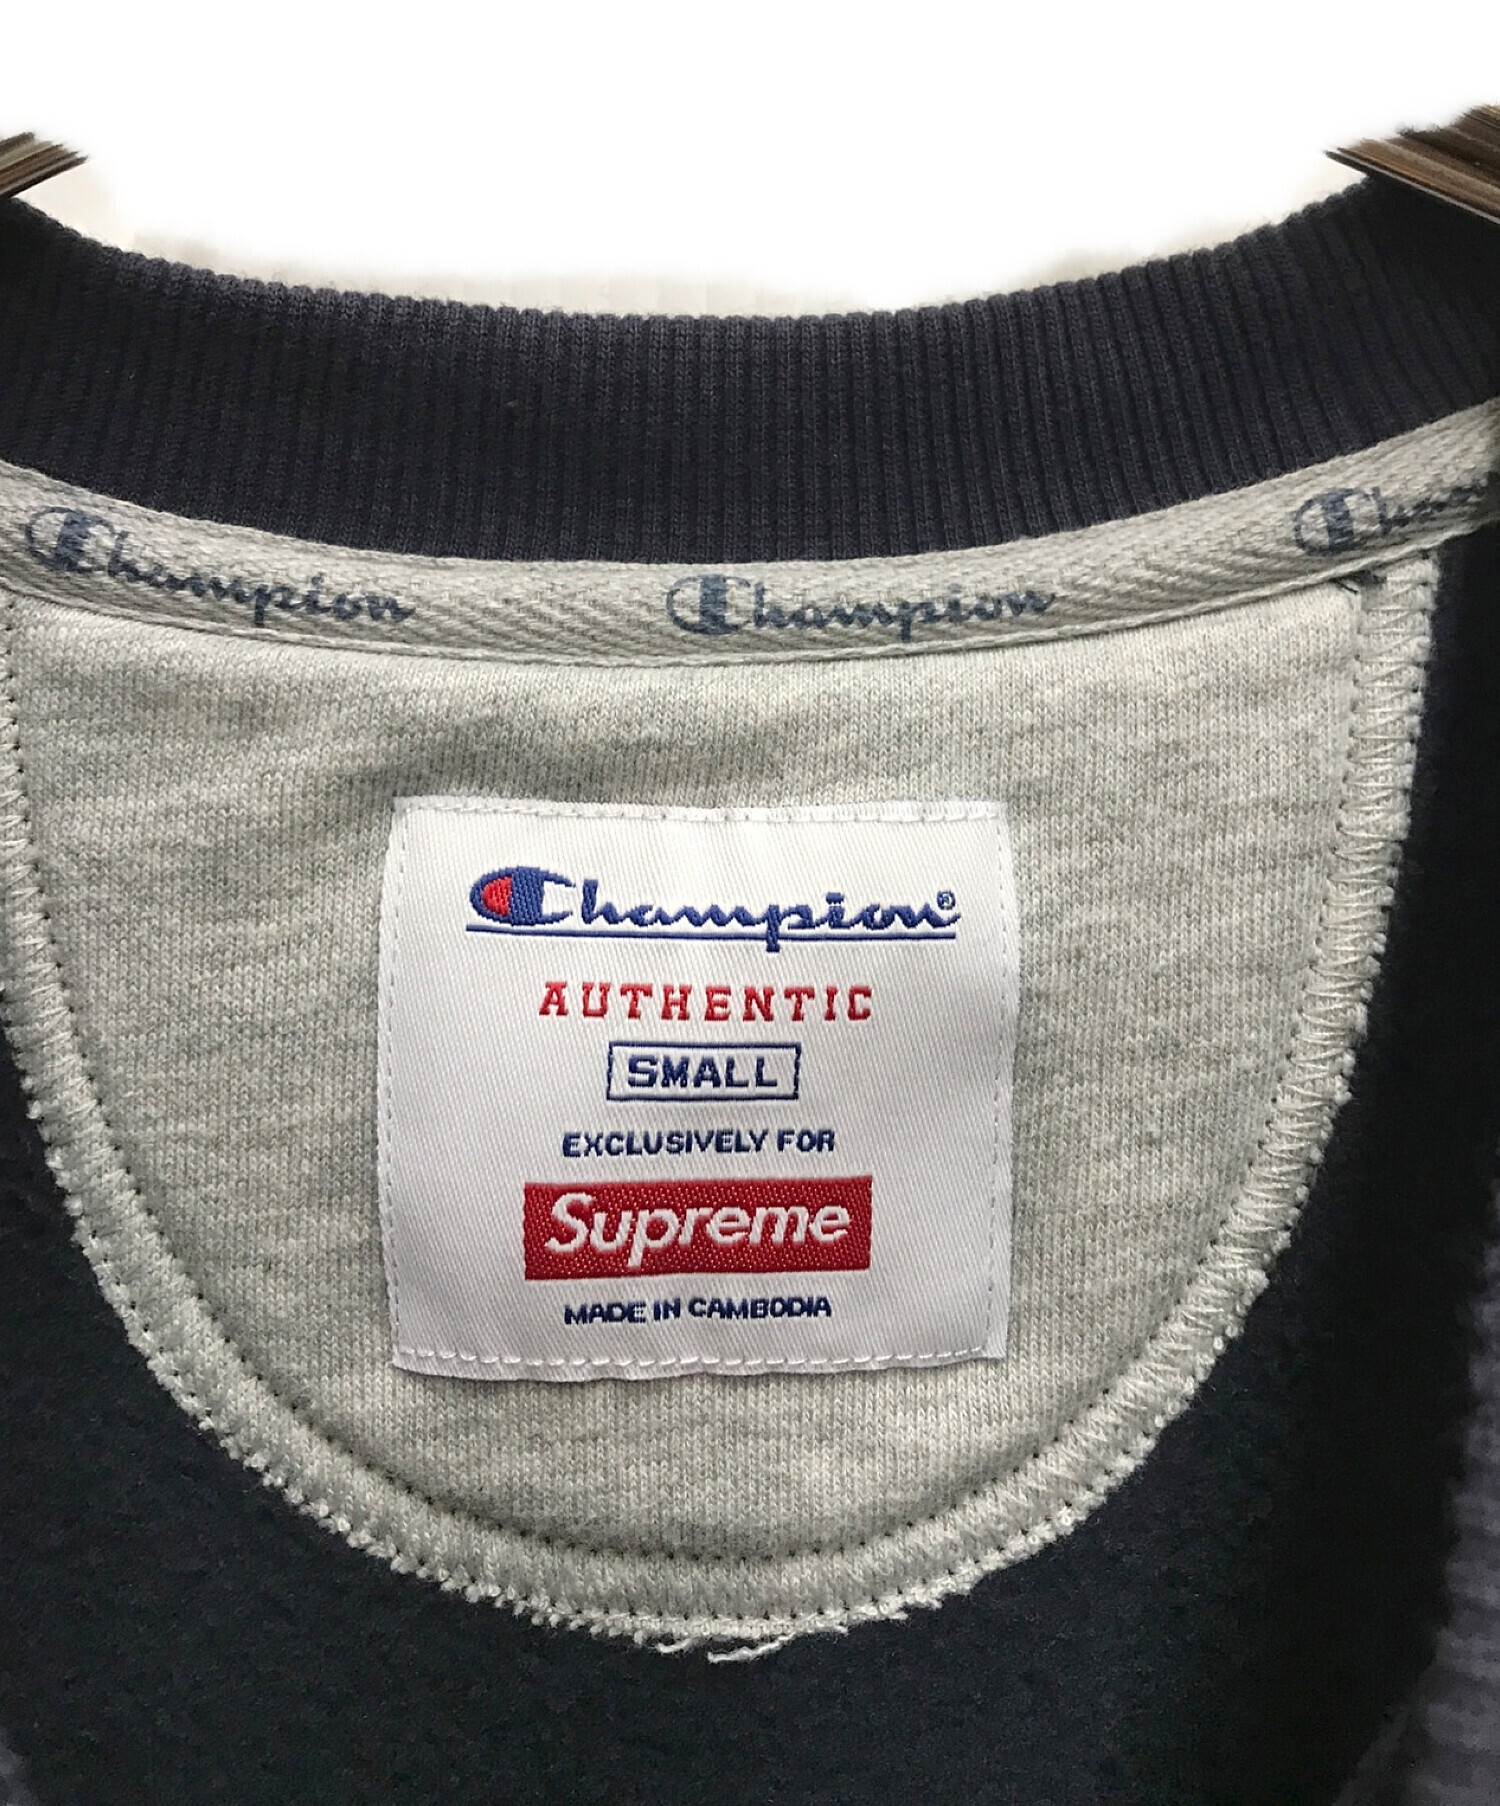 Champion Champion Champion
Champion®
AUTHENTIC
SMALL
EXCLUSIVELY FOR
Supreme
MADE IN CAMBODIA